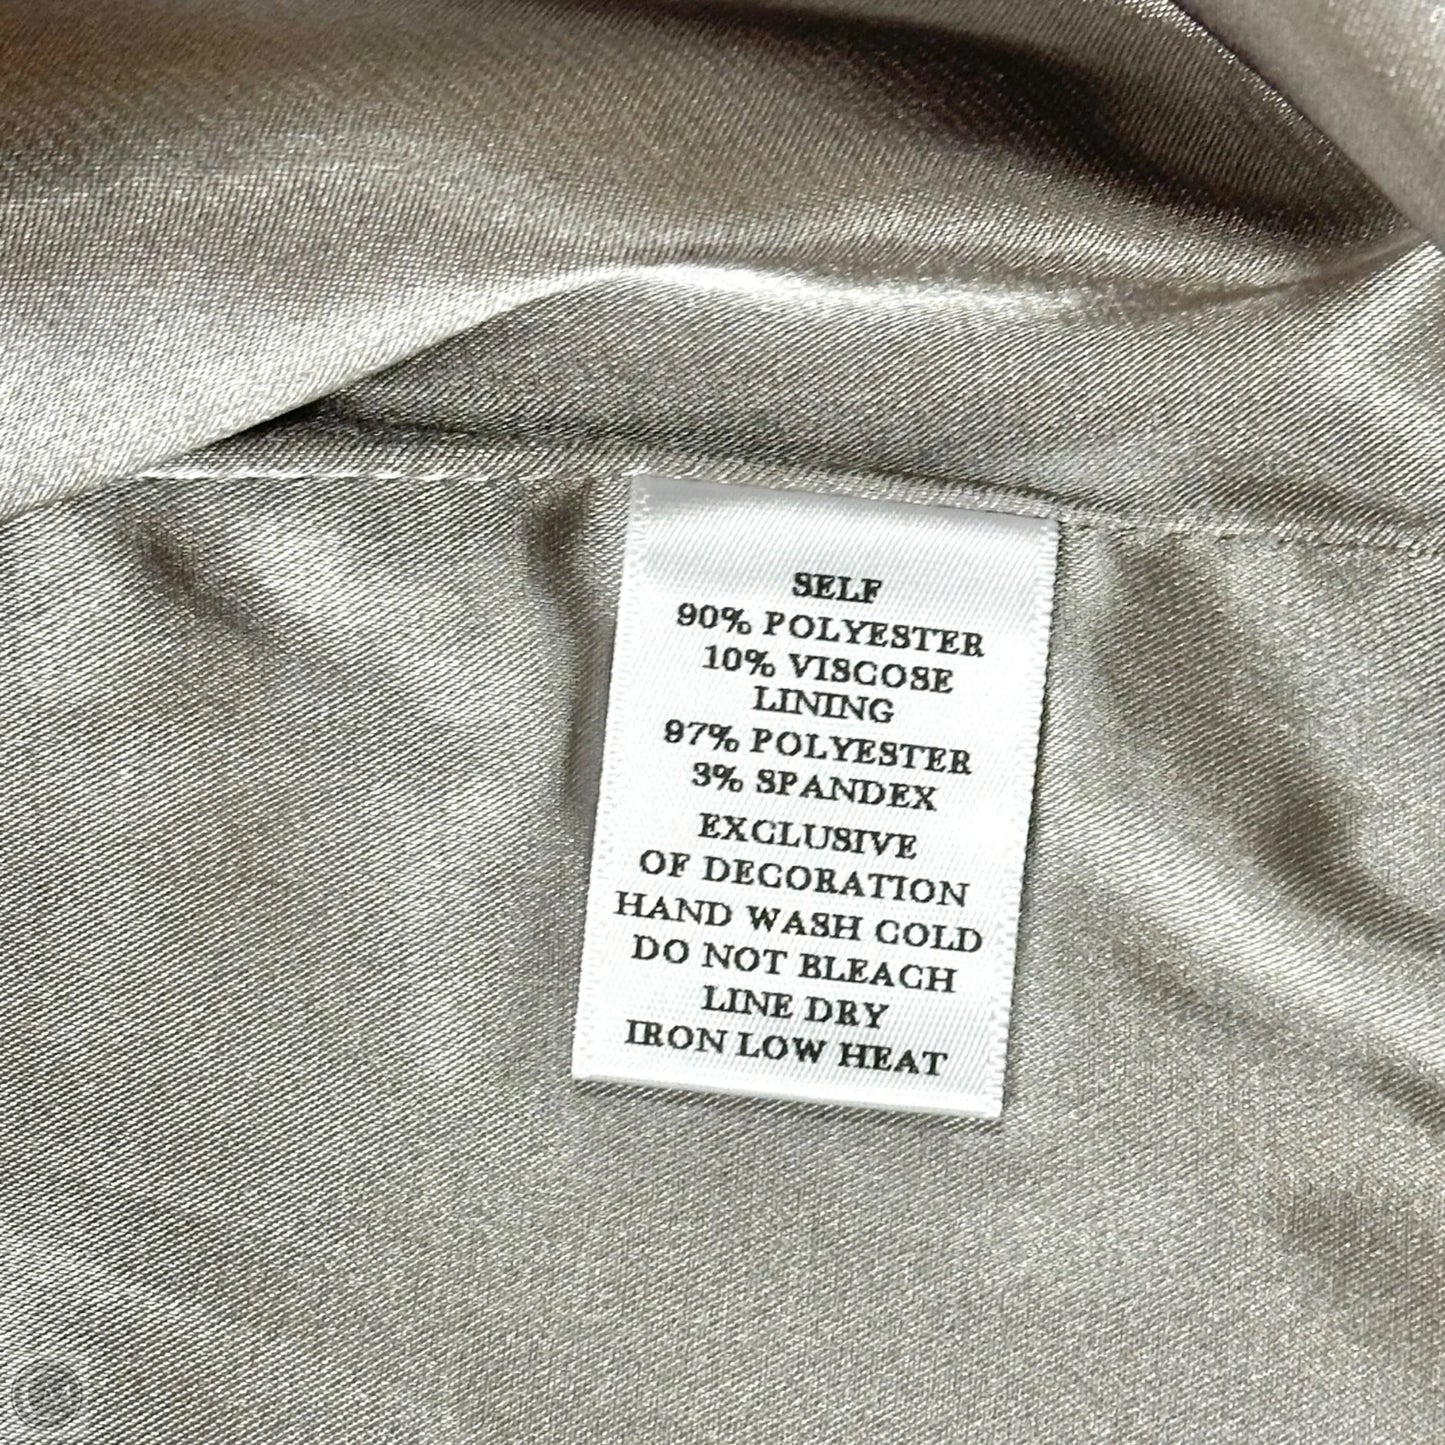 SELF
90% POLYESTER
10% VISCOSE
LINING
97% POLYESTER
3% SPANDEX
EXCLUSIVE
OF DECORATION
HAND WASH COLD
DO NOT BLEACH
LINE DRY
IRON LOW HEAT